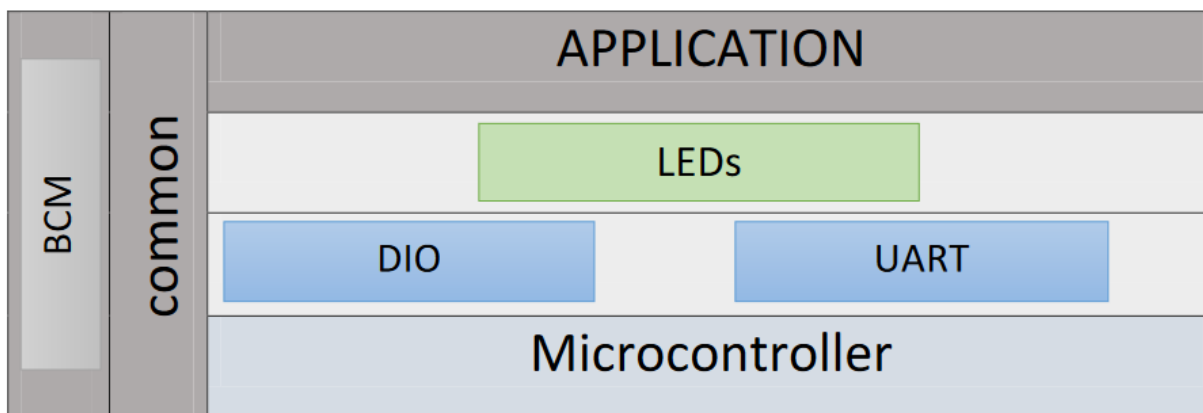 APPLICATION
LEDs
BCM
common
DIO
UART
Microcontroller